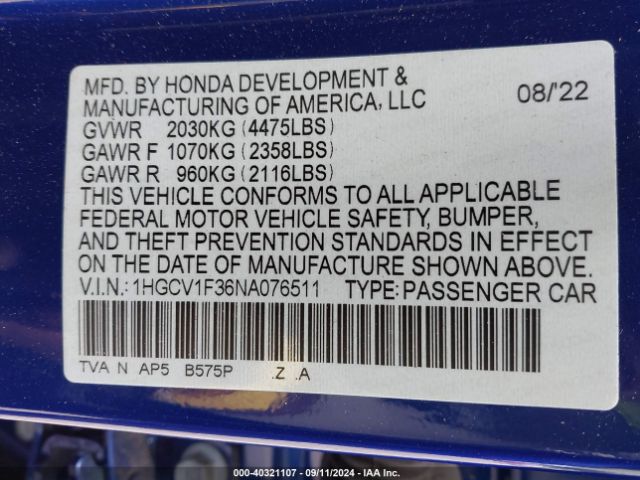 MFD. BY HONDA DEVELOPMENT &
MANUFACTURING OF AMERICA, LLC 08/'22
GVWR 2030KG (4475LBS)
GAWR F 1070KG (2358LBS)
GAWR R 960KG (2116LBS)
THIS VEHICLE CONFORMS TO ALL APPLICABLE
FEDERAL MOTOR VEHICLE SAFETY, BUMPER,
AND THEFT PREVENTION STANDARDS IN EFFECT
ON THE DATE OF MANUFACTURE SHOWN ABOVE.
V.I.N.: 1HGCV1F36NA076511 TYPE: PASSENGER CAR
TVA N AP5 B575P .Z .A
000-40321107 - 09/11/2024 - IAA Inc.